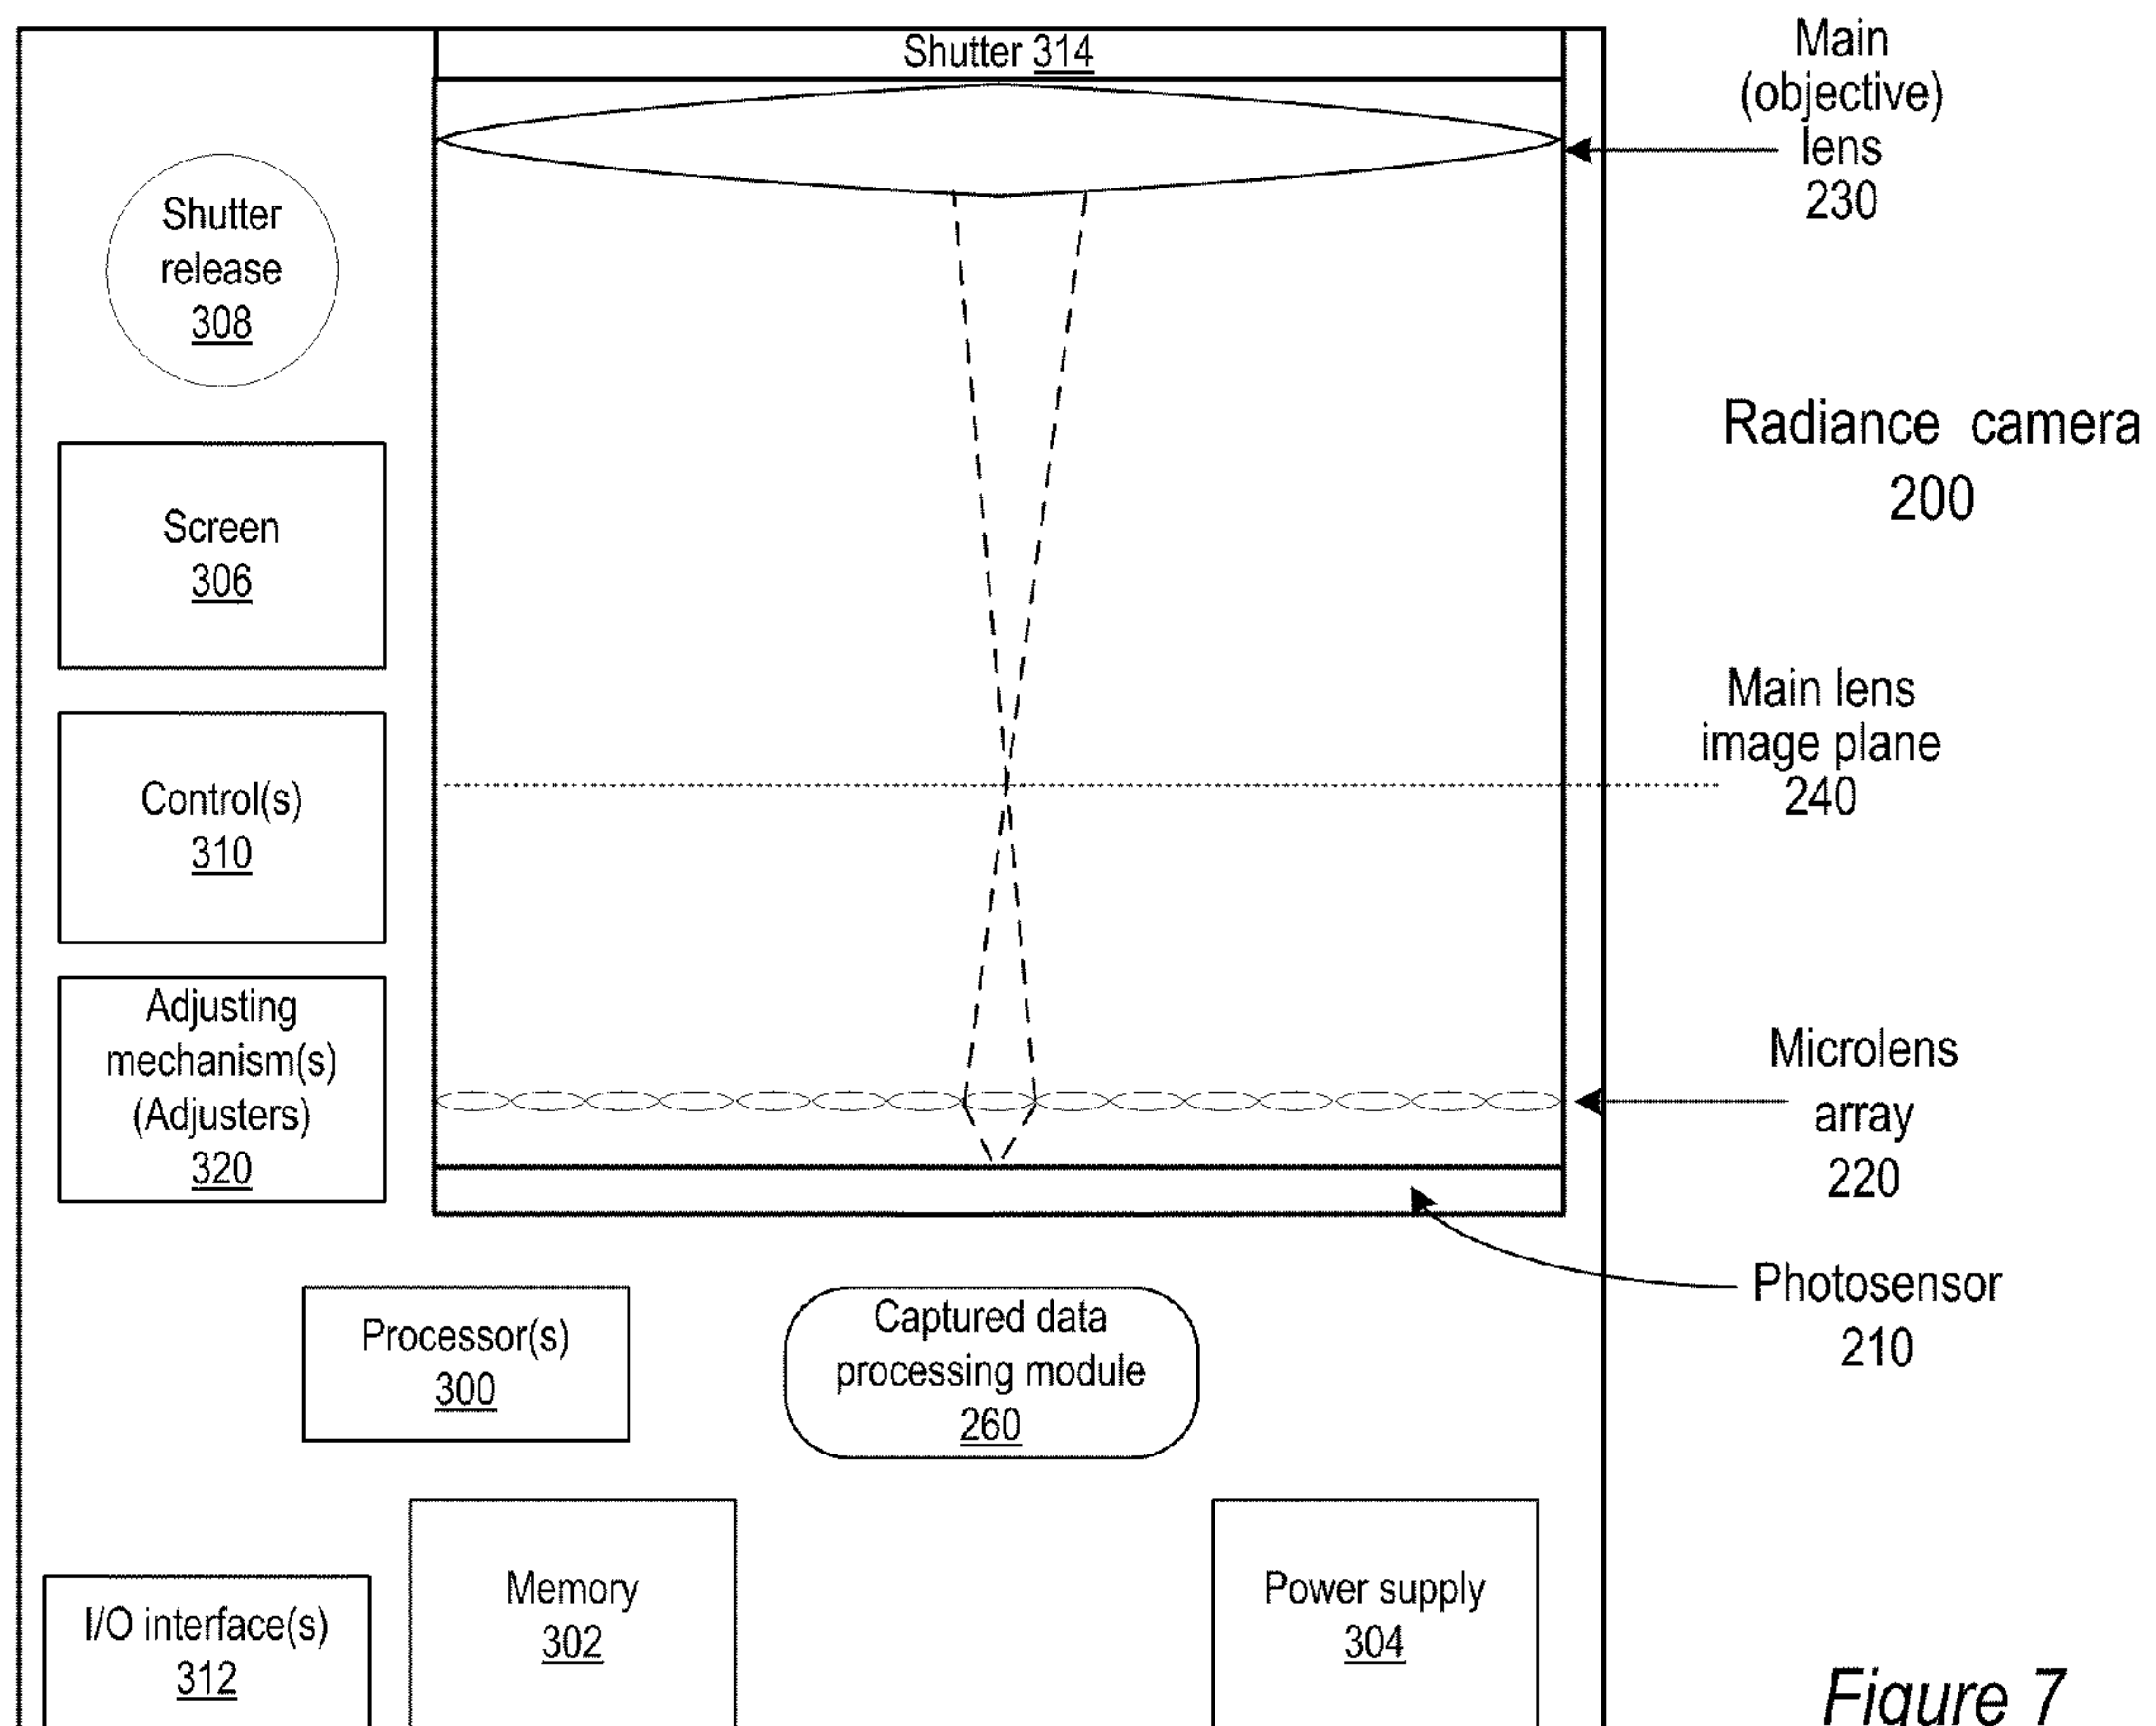 Shutter 314
Main
(objective)
lens
230
Shutter
release
308
Radiance camera
200
Screen
306
Main lens
image plane
240
Control(s)
310
Adjusting
mechanism(s)
(Adjusters)
320
Microlens
array
220
Photosensor
210
Processor(s)
300
Captured data
processing module
260
Memory
302
Power supply
304
I/O interface(s)
312
Figure 7